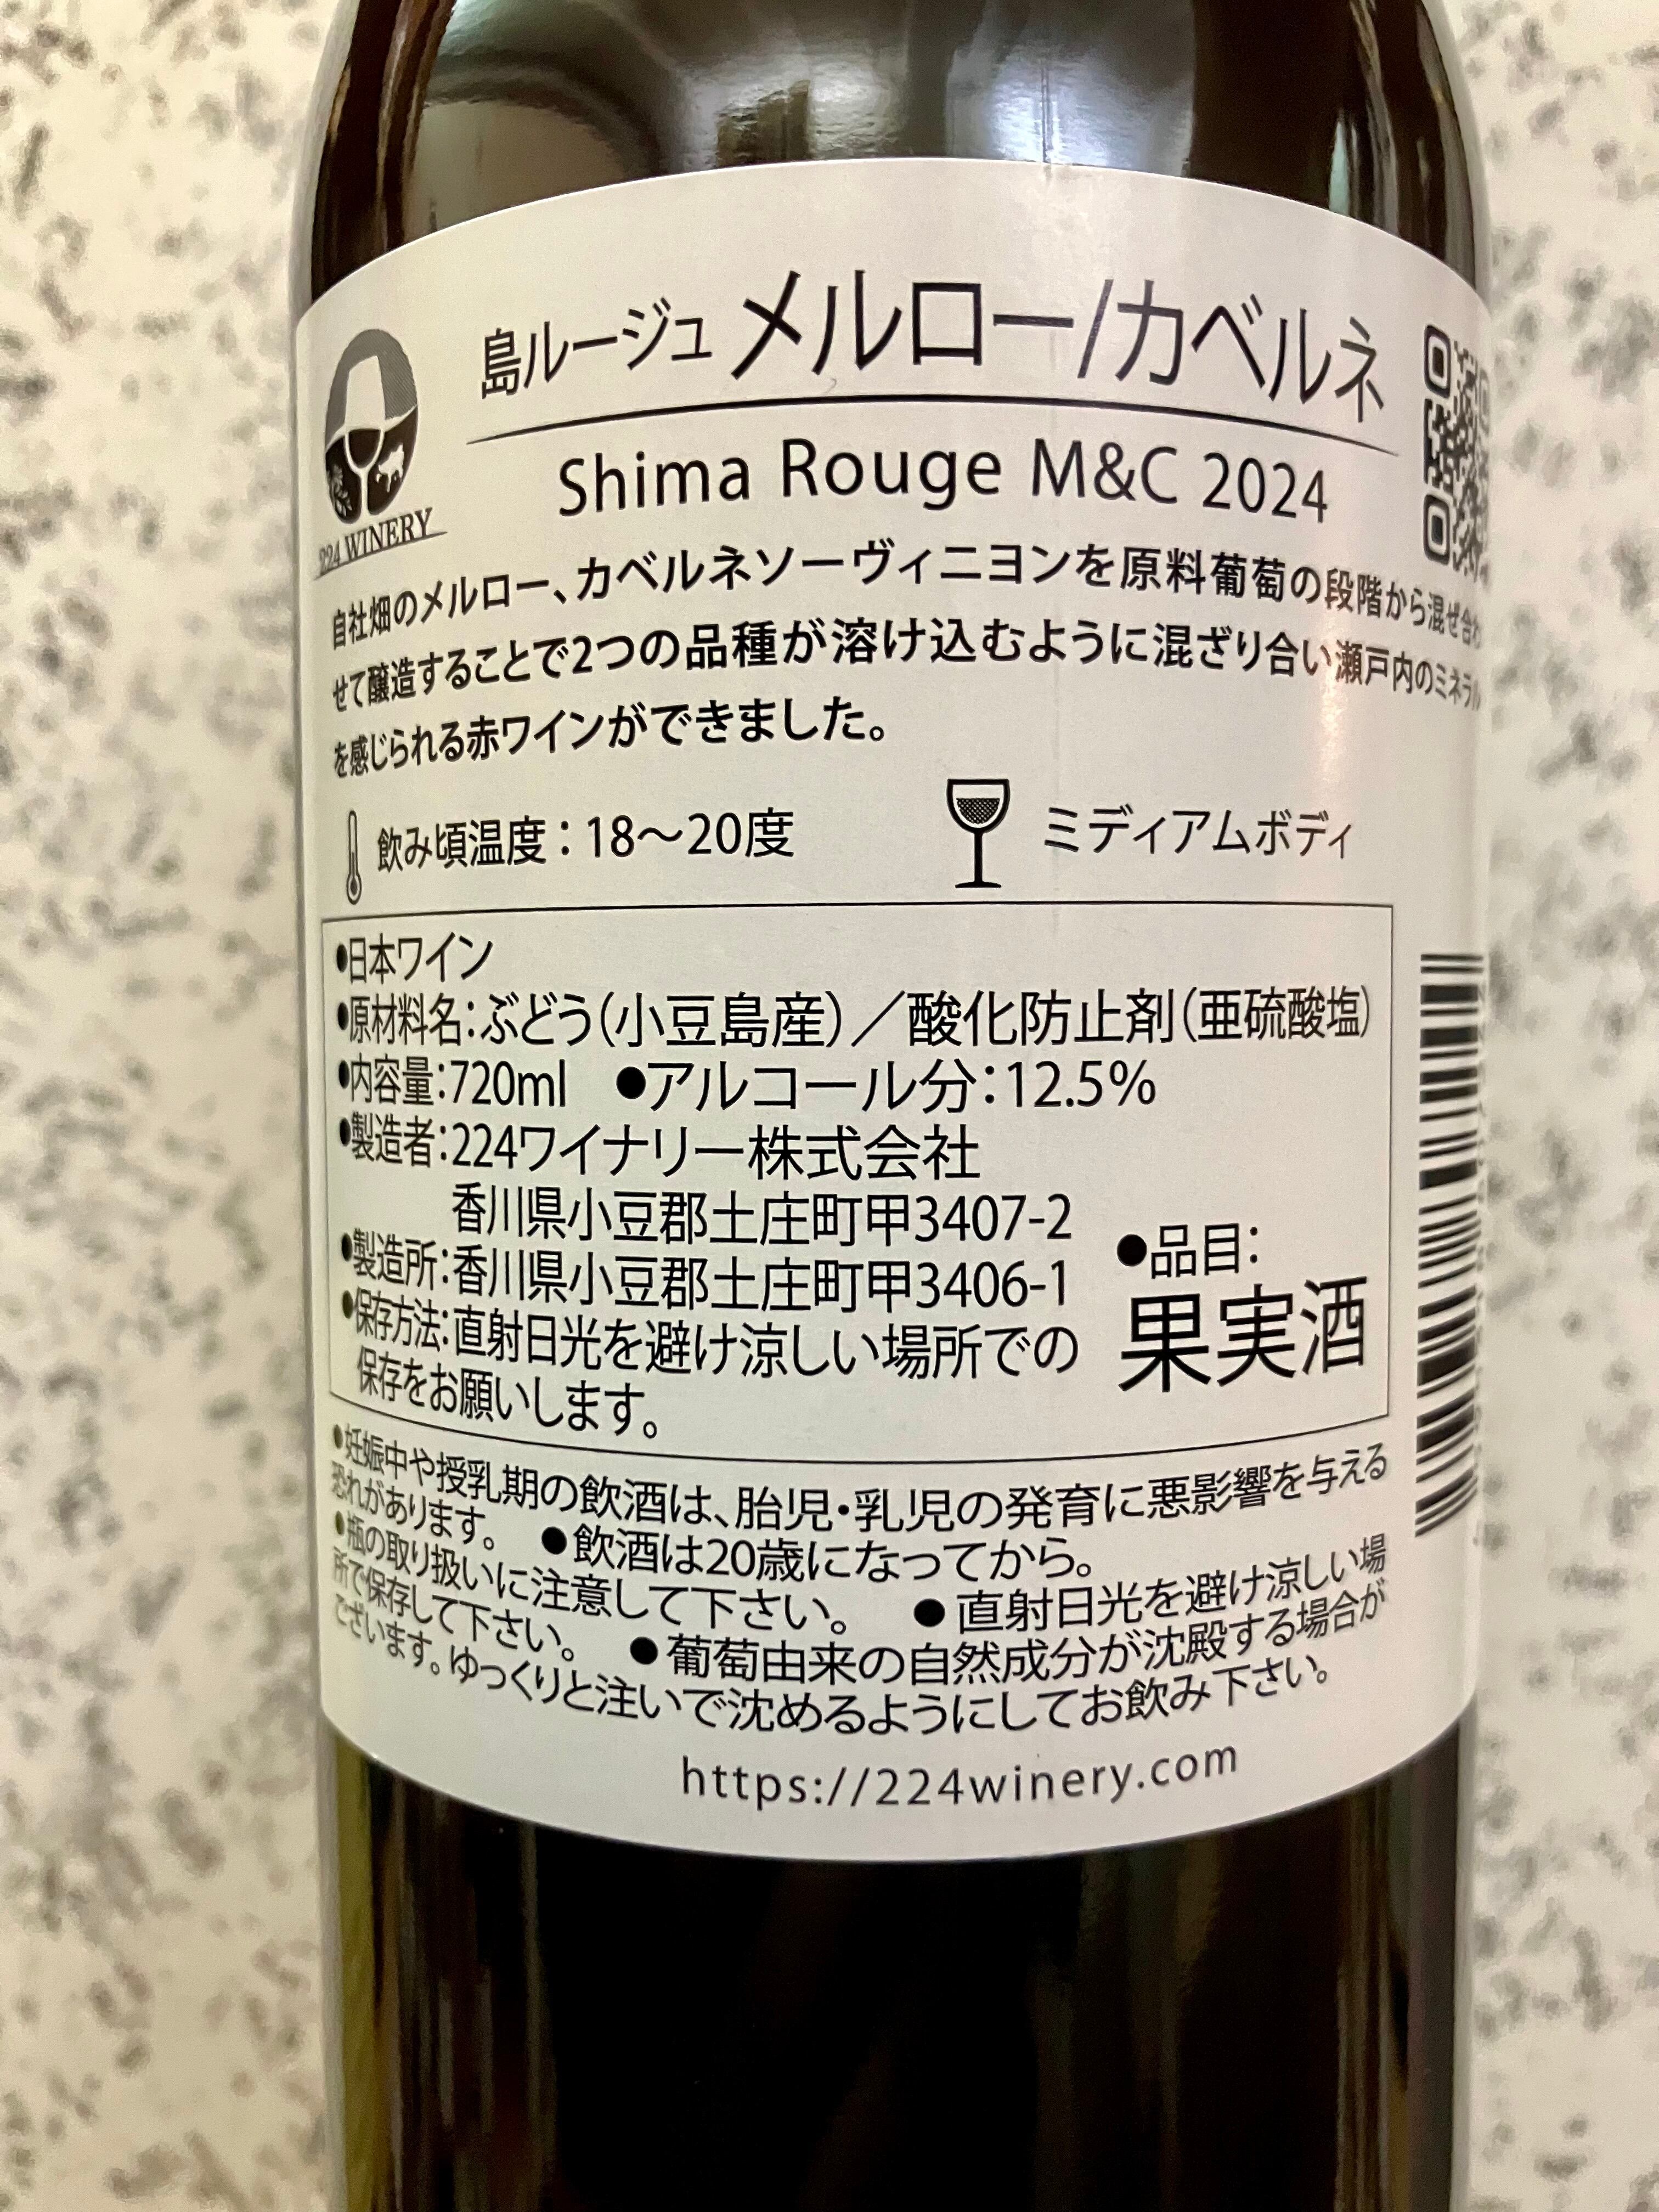 島ルージュ メルロー/カベルネ
Shima Rouge M&C 2024
224 WINERY
自社畑のメルロー、カベルネソーヴィニヨンを原料葡萄の段階から混ぜ合わ
せて醸造することで2つの品種が溶け込むように混ざり合い瀬戸内のミネラル
を感じられる赤ワインができました。
飲み頃温度：18～20度 ミディアムボディ
●日本ワイン
●原材料名：ぶどう（小豆島産）／酸化防止剤（亜硫酸塩）
●内容量：720ml ●アルコール分：12.5%
●製造者：224ワイナリー株式会社
香川県小豆郡土庄町甲3407-2
●製造所：香川県小豆郡土庄町甲3406-1
●保存方法：直射日光を避け涼しい場所での
保存をお願いします。
●品目：
果実酒
●妊娠中や授乳期の飲酒は、胎児・乳児の発育に悪影響を与える
恐れがあります。 ●飲酒は20歳になってから。
●瓶の取り扱いに注意して下さい。 ●直射日光を避け涼しい場
所で保存して下さい。 ●葡萄由来の自然成分が沈殿する場合が
ございます。ゆっくりと注いで沈めるようにしてお飲み下さい。
https://224winery.com